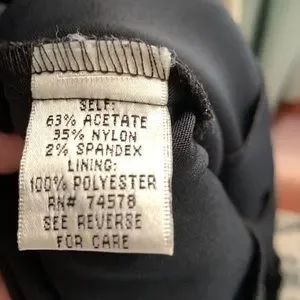 SELF:
63% ACETATE
35% NYLON
2% SPANDEX
LINING:
100% POLYESTER
RN# 74578
SEE REVERSE
FOR CARE